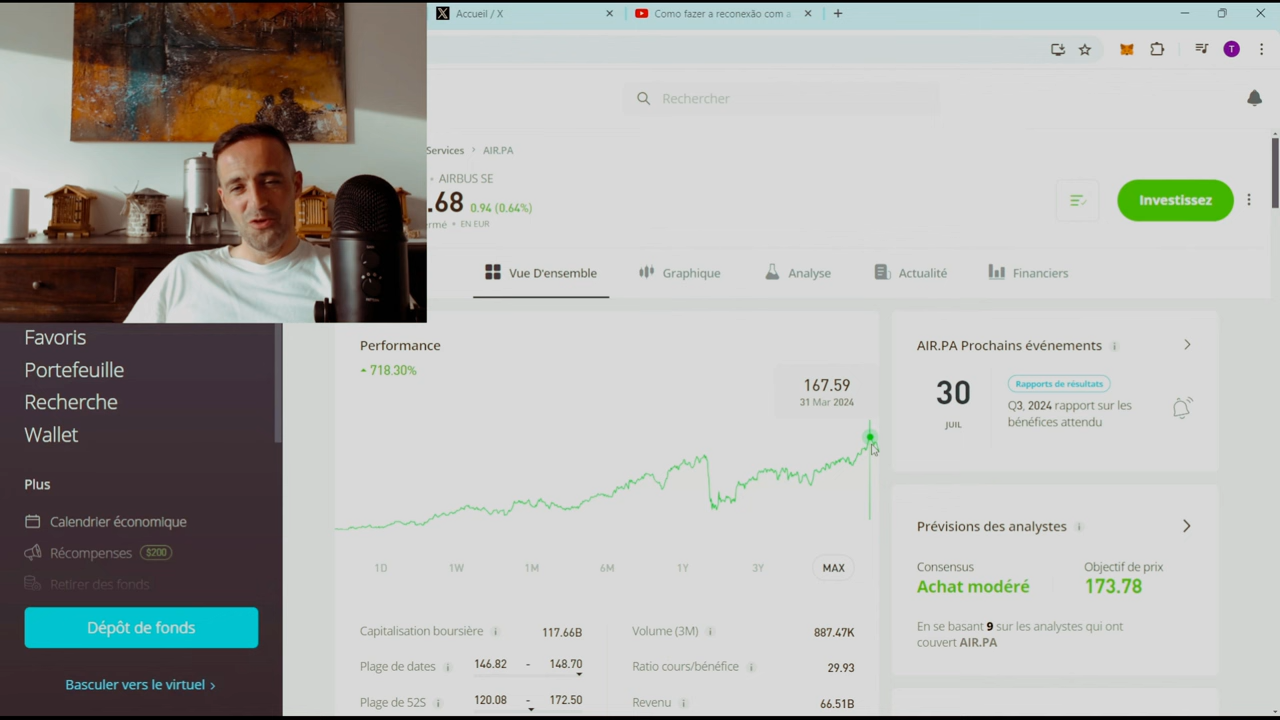 Accueil / X
Como fazer a reconexão com a
Rechercher
T
Services > AIR.PA
• AIRBUS SE
.68 0.94 (0.64%)
rmé • EN EUR
Investissez
Vue D'ensemble
Graphique
Analyse
Actualité
Financiers
Favoris
Portefeuille
Recherche
Wallet
Plus
Calendrier économique
Récompenses $200
Retirer des fonds
Dépôt de fonds
Basculer vers le virtuel >
Performance
718.30%
167.59
31 Mar 2024
1D 1W 1M 6M 1Y 3Y MAX
Capitalisation boursière 117.66B
Volume (3M) 887.47K
Plage de dates 146.82 - 148.70
Ratio cours/bénéfice 29.93
Plage de 52S 120.08 - 172.50
Revenu 66.51B
AIR.PA Prochains événements
30
JUIL
Rapports de résultats
Q3, 2024 rapport sur les
bénéfices attendu
Prévisions des analystes
Consensus
Achat modéré
Objectif de prix
173.78
En se basant 9 sur les analystes qui ont
couvert AIR.PA